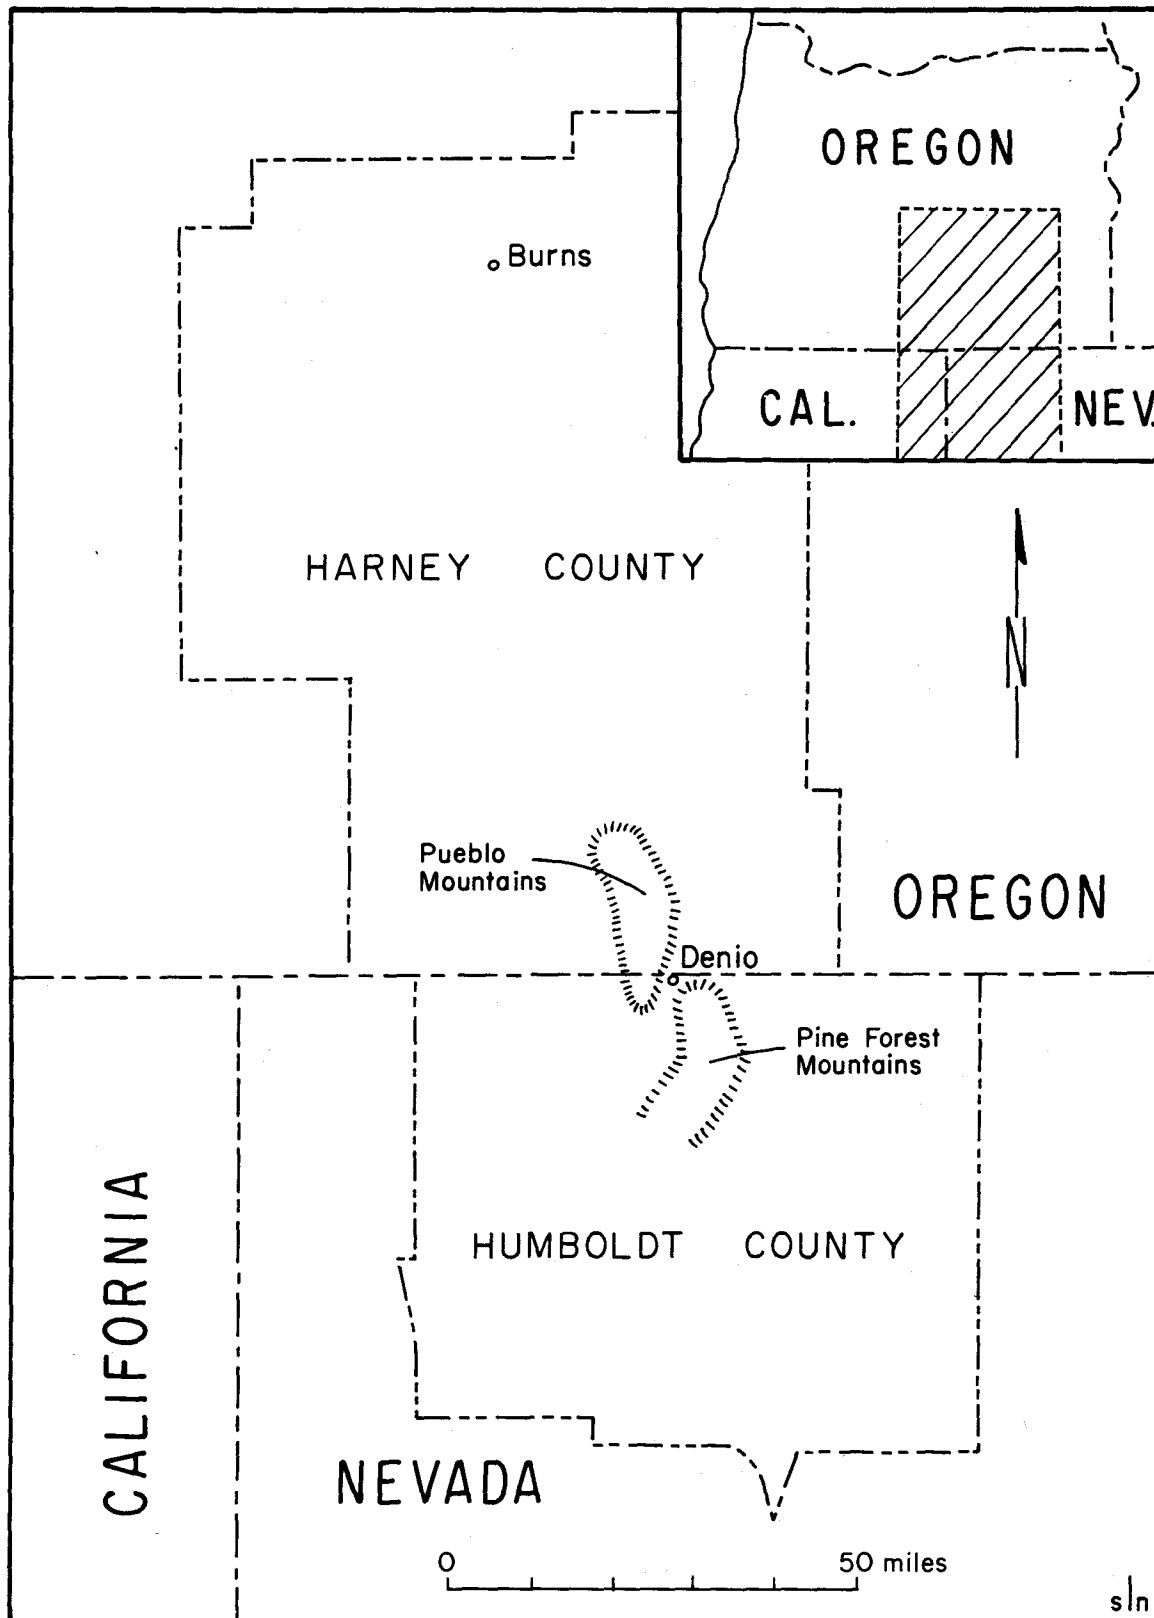 OREGON
CAL.
NEV.
Burns
HARNEY COUNTY
N
Pueblo
Mountains
OREGON
Denio
Pine Forest
Mountains
CALIFORNIA
HUMBOLDT COUNTY
NEVADA
0 50 miles
sln